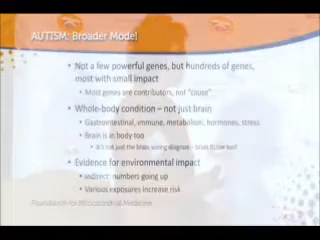 AUTISM: Broader Model
• Not a few powerful genes, but hundreds of genes,
most with small impact
• Most genes are contributors, not "cause"
• Whole-body condition – not just brain
• Gastrointestinal, immune, metabolism, hormones, stress
• Brain is in body too
• It's not just the brain wiring diagram – brain tissue too!
• Evidence for environmental impact
• Indirect: numbers going up
• Various exposures increase risk
Foundation for Mitochondrial Medicine